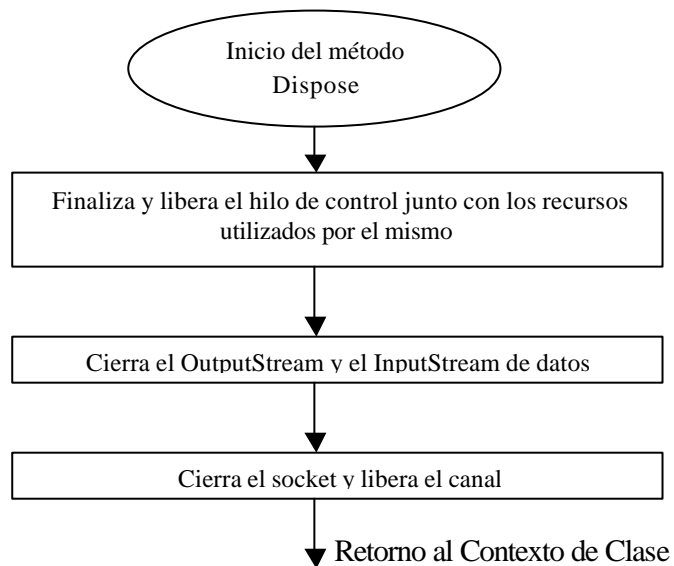 Inicio del método
Dispose
Finaliza y libera el hilo de control junto con los recursos
utilizados por el mismo
Cierra el OutputStream y el InputStream de datos
Cierra el socket y libera el canal
Retorno al Contexto de Clase